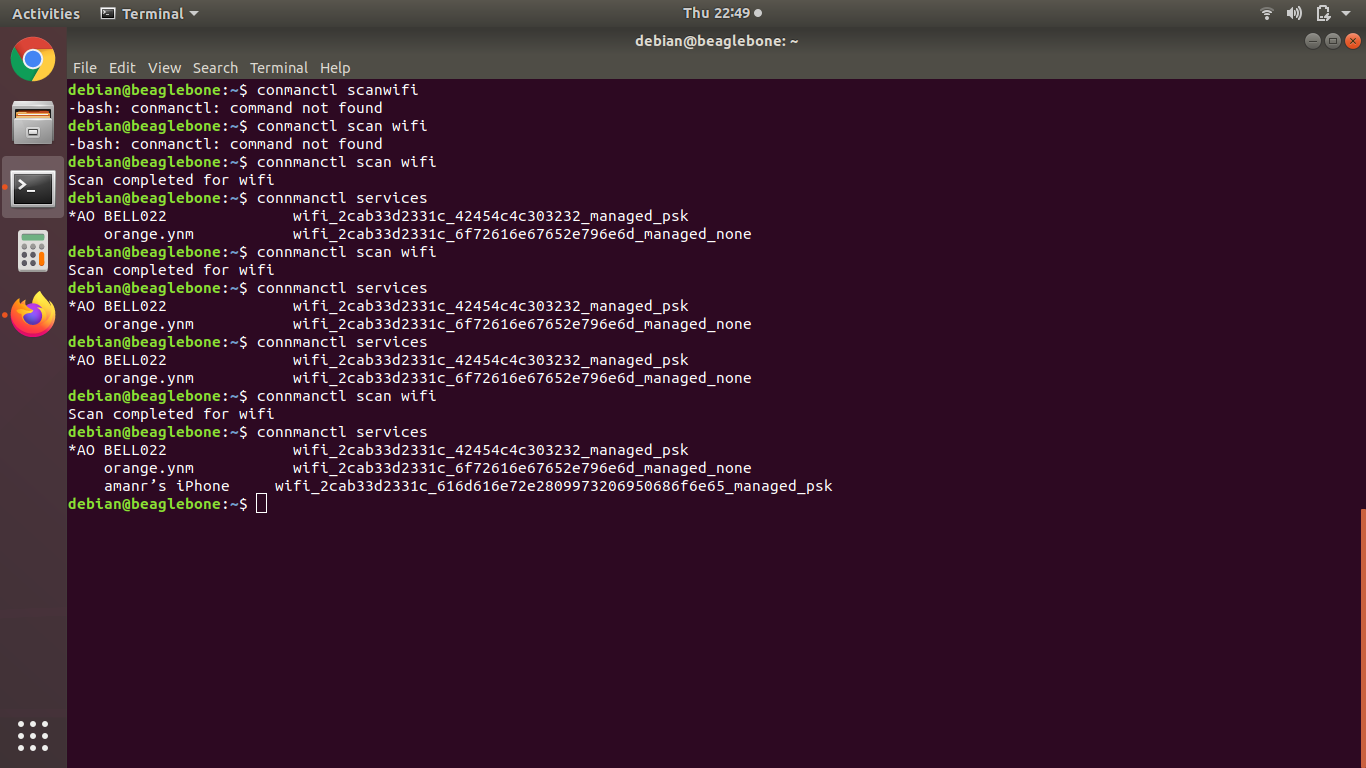 Activities Terminal Thu 22:49
debian@beaglebone: ~
File Edit View Search Terminal Help
debian@beaglebone:~$ conmanctl scanwifi
-bash: conmanctl: command not found
debian@beaglebone:~$ conmanctl scan wifi
-bash: conmanctl: command not found
debian@beaglebone:~$ connmanctl scan wifi
Scan completed for wifi
debian@beaglebone:~$ connmanctl services
*AO BELL022              wifi_2cab33d2331c_42454c4c303232_managed_psk
    orange.ynm           wifi_2cab33d2331c_6f72616e67652e796e6d_managed_none
debian@beaglebone:~$ connmanctl scan wifi
Scan completed for wifi
debian@beaglebone:~$ connmanctl services
*AO BELL022              wifi_2cab33d2331c_42454c4c303232_managed_psk
    orange.ynm           wifi_2cab33d2331c_6f72616e67652e796e6d_managed_none
debian@beaglebone:~$ connmanctl services
*AO BELL022              wifi_2cab33d2331c_42454c4c303232_managed_psk
    orange.ynm           wifi_2cab33d2331c_6f72616e67652e796e6d_managed_none
debian@beaglebone:~$ connmanctl scan wifi
Scan completed for wifi
debian@beaglebone:~$ connmanctl services
*AO BELL022              wifi_2cab33d2331c_42454c4c303232_managed_psk
    orange.ynm           wifi_2cab33d2331c_6f72616e67652e796e6d_managed_none
    amanr’s iPhone     wifi_2cab33d2331c_616d616e72e2809973206950686f6e65_managed_psk
debian@beaglebone:~$